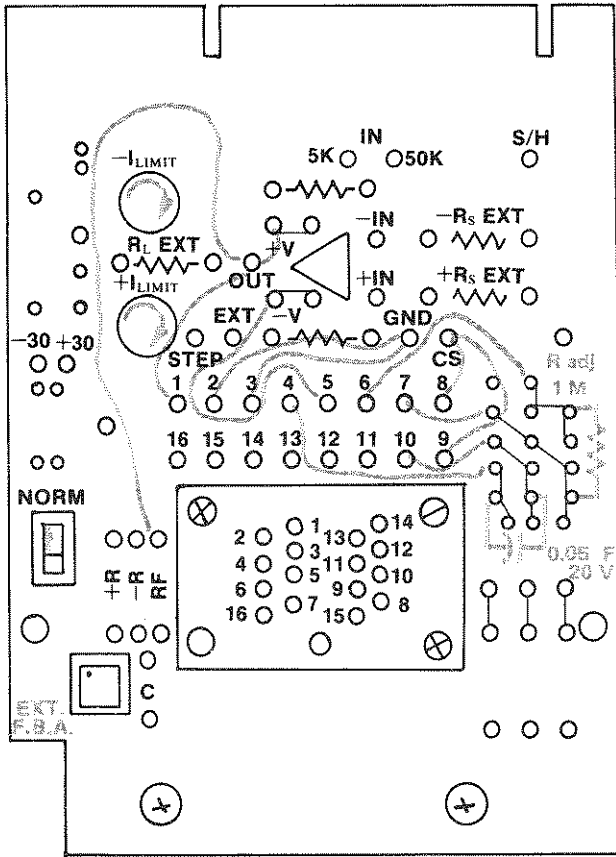 IN
5K 50K
S/H
−I LIMIT
−IN
−Rs EXT
RL EXT
+V
OUT
+I LIMIT
+IN
+Rs EXT
EXT
−V
GND
−30 +30
STEP
CS
R adj
1 M
1 2 3 4 5 6 7 8
16 15 14 13 12 11 10 9
NORM
+R
−R
RF
2 1 13 14
4 3 11 12
6 5 9 10
16 7 15 8
0.05 F
20 V
C
EXT.
F.B.A.